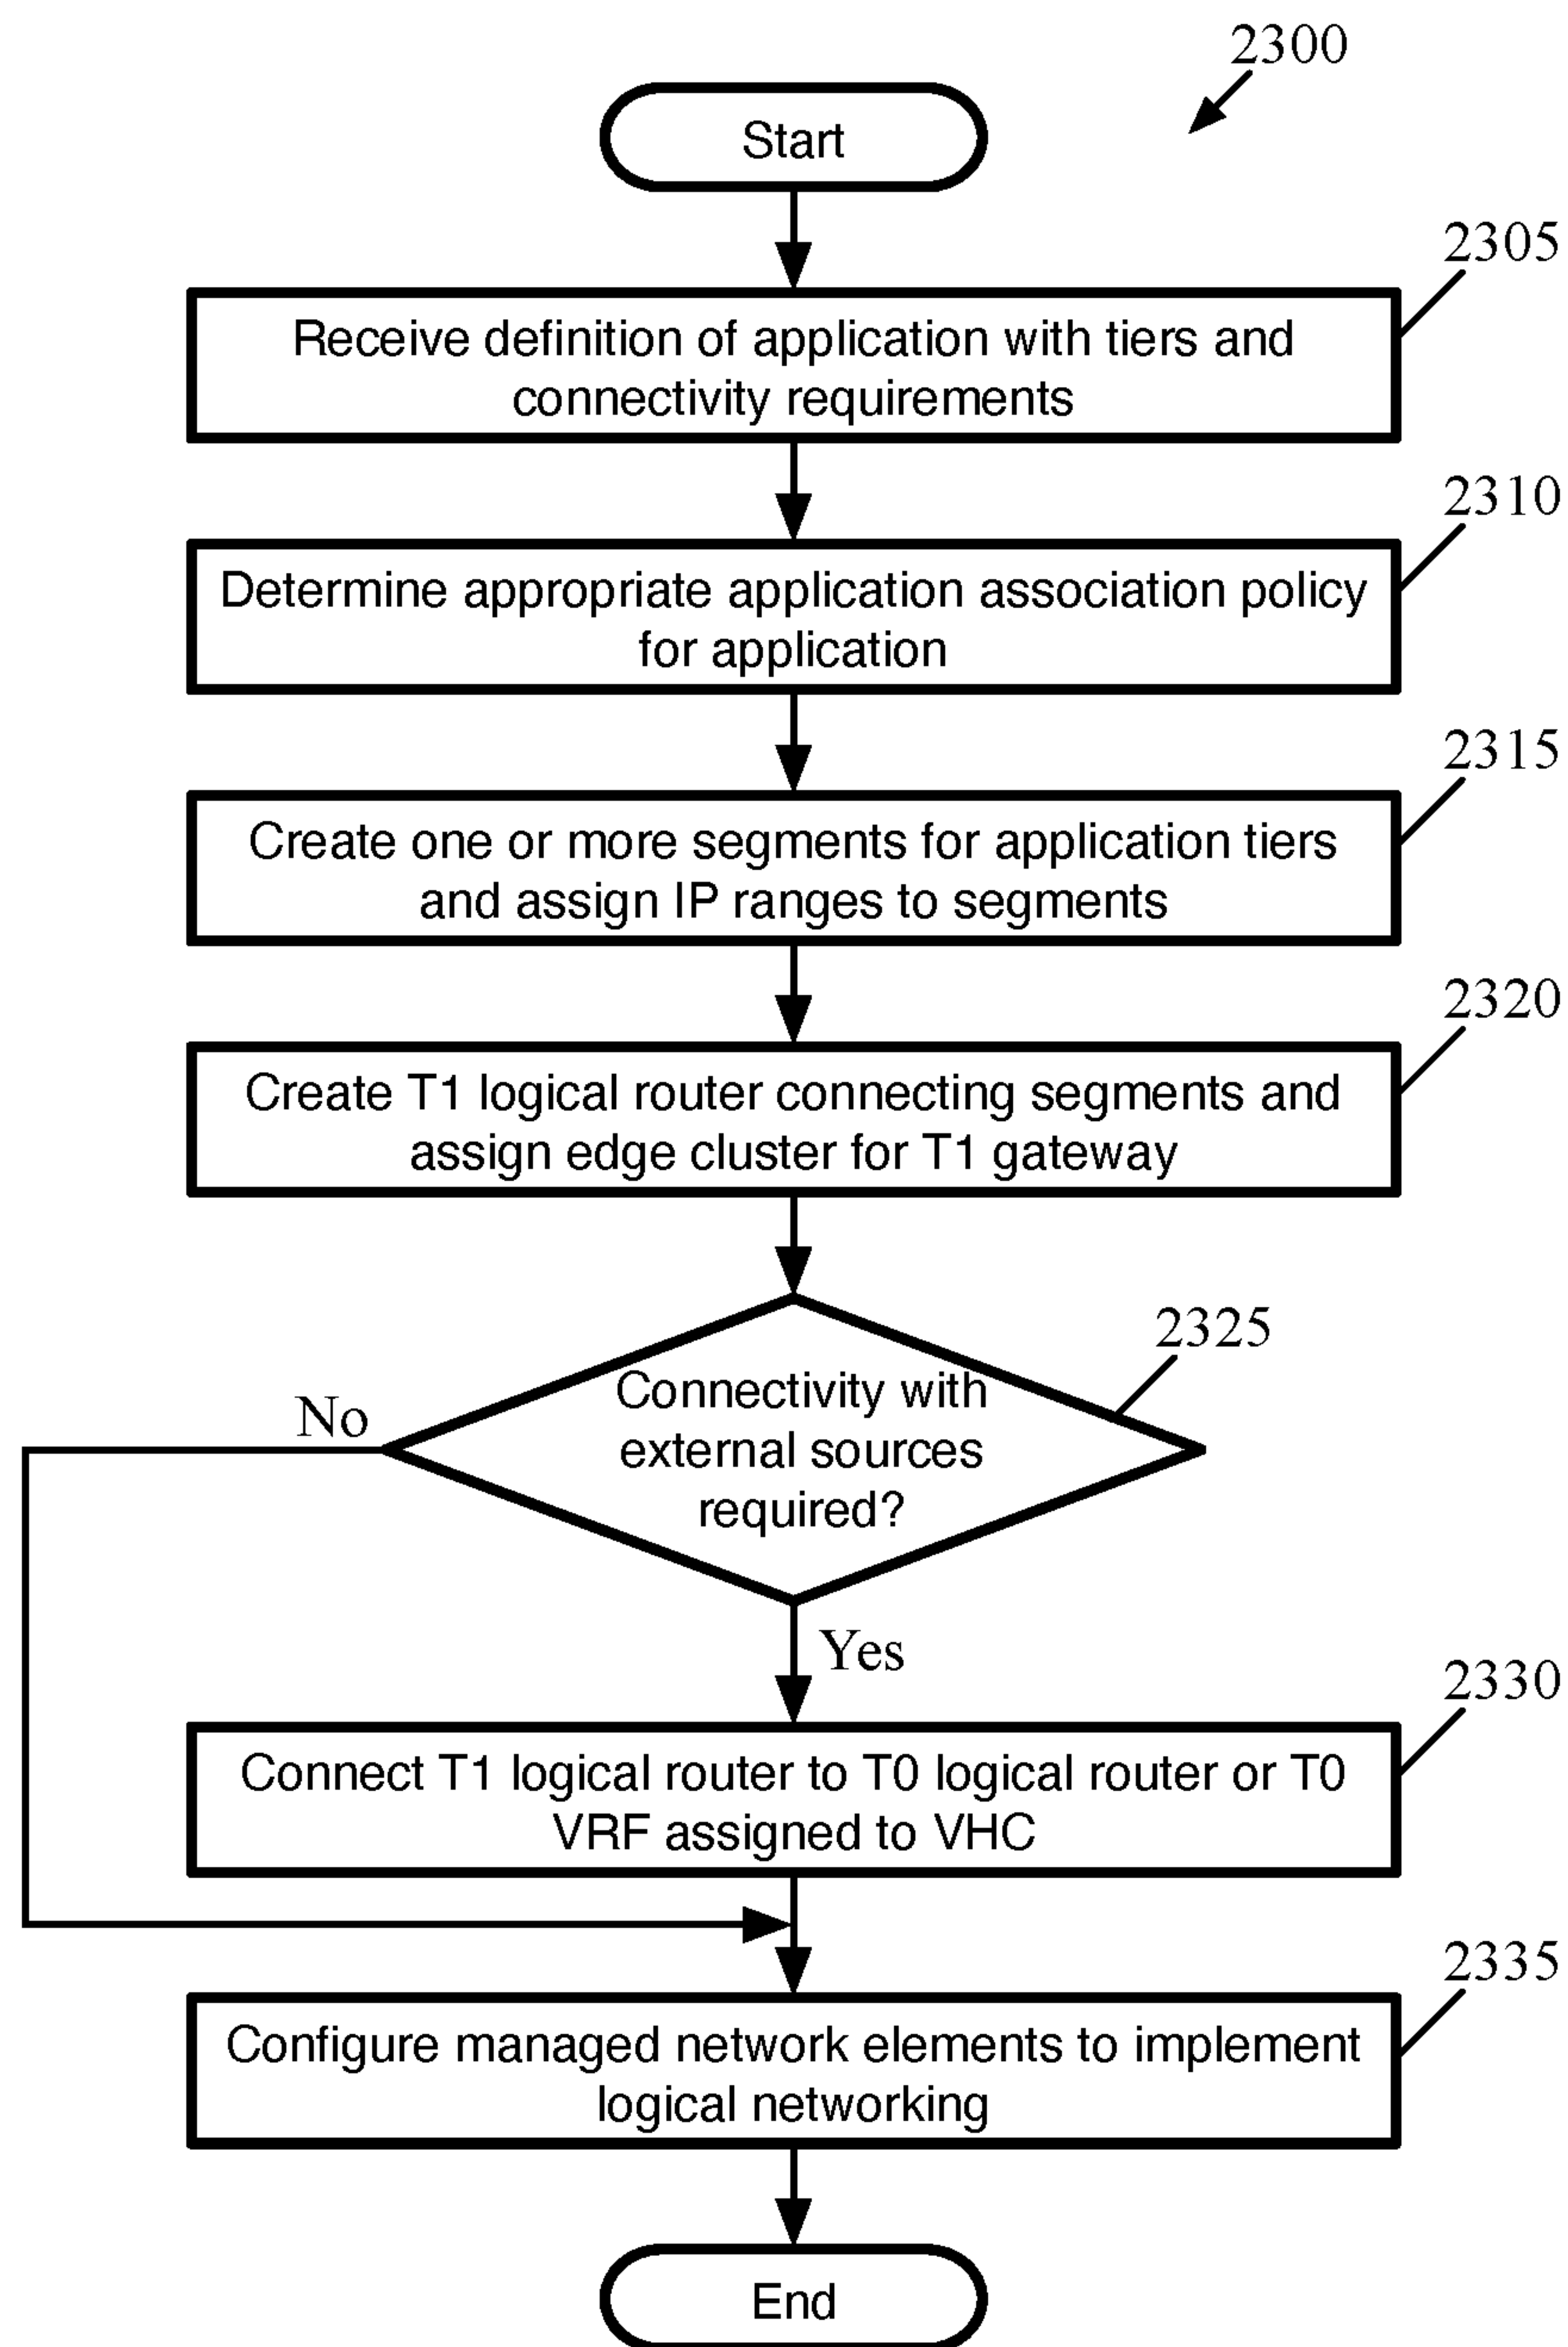 2300
Start
2305
Receive definition of application with tiers and
connectivity requirements
2310
Determine appropriate application association policy
for application
2315
Create one or more segments for application tiers
and assign IP ranges to segments
2320
Create T1 logical router connecting segments and
assign edge cluster for T1 gateway
2325
Connectivity with
external sources
required?
No
Yes
2330
Connect T1 logical router to T0 logical router or T0
VRF assigned to VHC
2335
Configure managed network elements to implement
logical networking
End